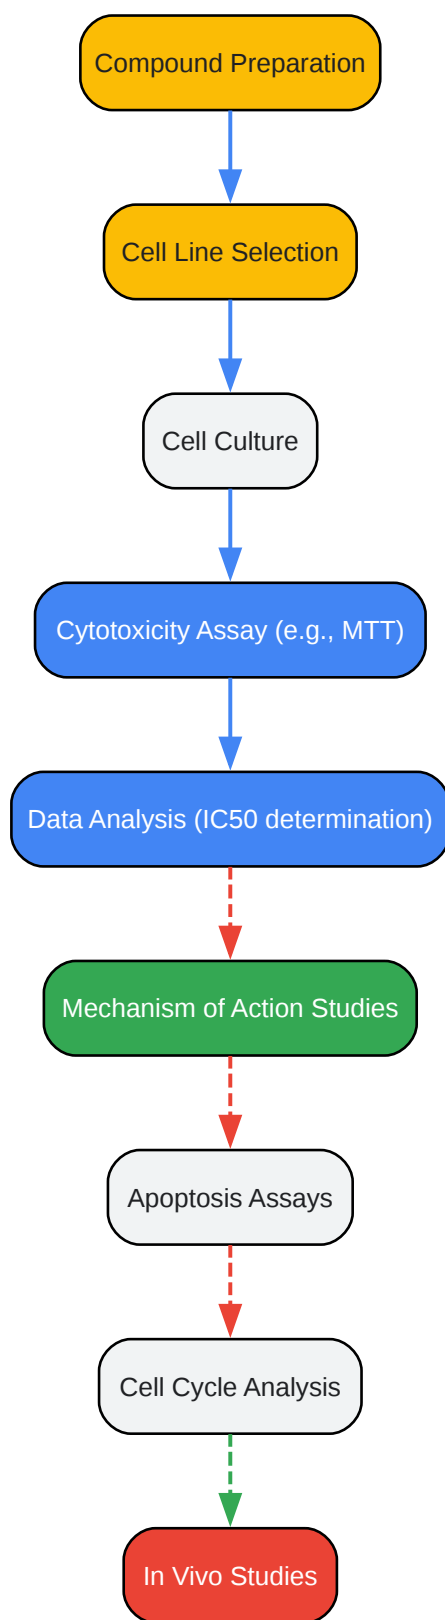 Compound Preparation
Cell Line Selection
Cell Culture
Cytotoxicity Assay (e.g., MTT)
Data Analysis (IC50 determination)
Mechanism of Action Studies
Apoptosis Assays
Cell Cycle Analysis
In Vivo Studies